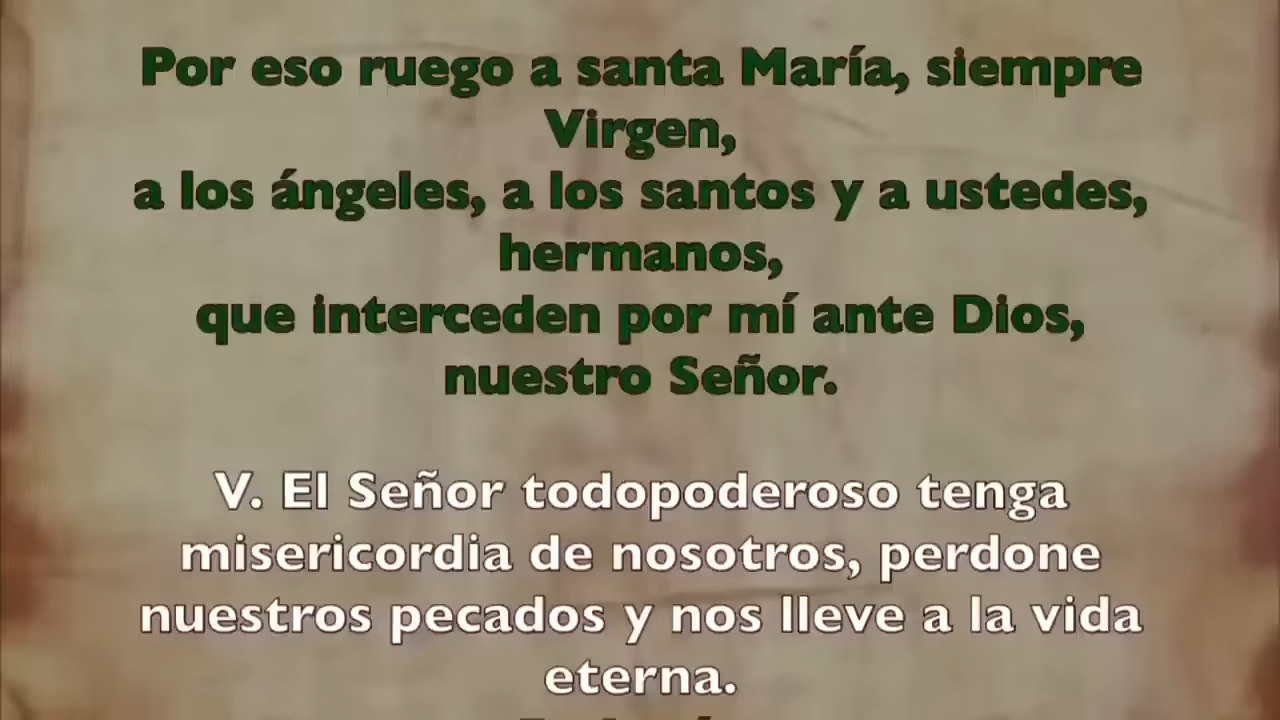 Por eso ruego a santa María, siempre
Virgen,
a los ángeles, a los santos y a ustedes,
hermanos,
que interceden por mí ante Dios,
nuestro Señor.
V. El Señor todopoderoso tenga
misericordia de nosotros, perdone
nuestros pecados y nos lleve a la vida
eterna.